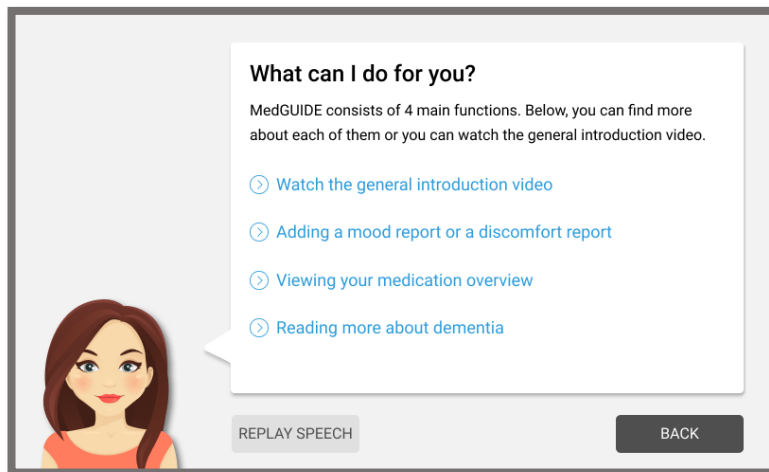 What can I do for you?
MedGUIDE consists of 4 main functions. Below, you can find more
about each of them or you can watch the general introduction video.
Watch the general introduction video
Adding a mood report or a discomfort report
Viewing your medication overview
Reading more about dementia
REPLAY SPEECH
BACK